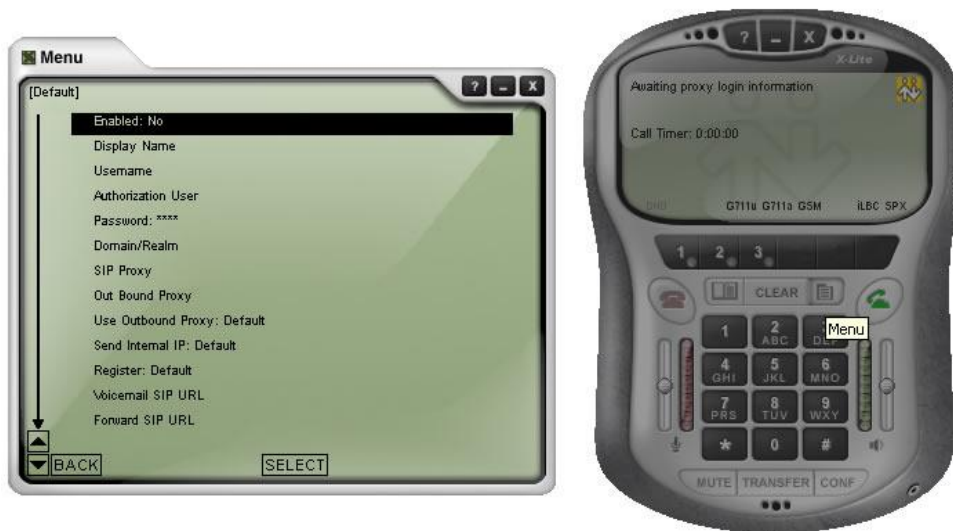 Menu
[Default]
? – X
Enabled: No
Display Name
Username
Authorization User
Password: ****
Domain/Realm
SIP Proxy
Out Bound Proxy
Use Outbound Proxy: Default
Send Internal IP: Default
Register: Default
Voicemail SIP URL
Forward SIP URL
BACK SELECT
? – X
X-Lite
Awaiting proxy login information
Call Timer: 0:00:00
DND G711u G711a GSM iLBC SPX
1 2 3
CLEAR
Menu
1 2 3
ABC DEF
4 5 6
GHI JKL MNO
7 8 9
PRS TUV WXY
* 0 #
MUTE TRANSFER CONF